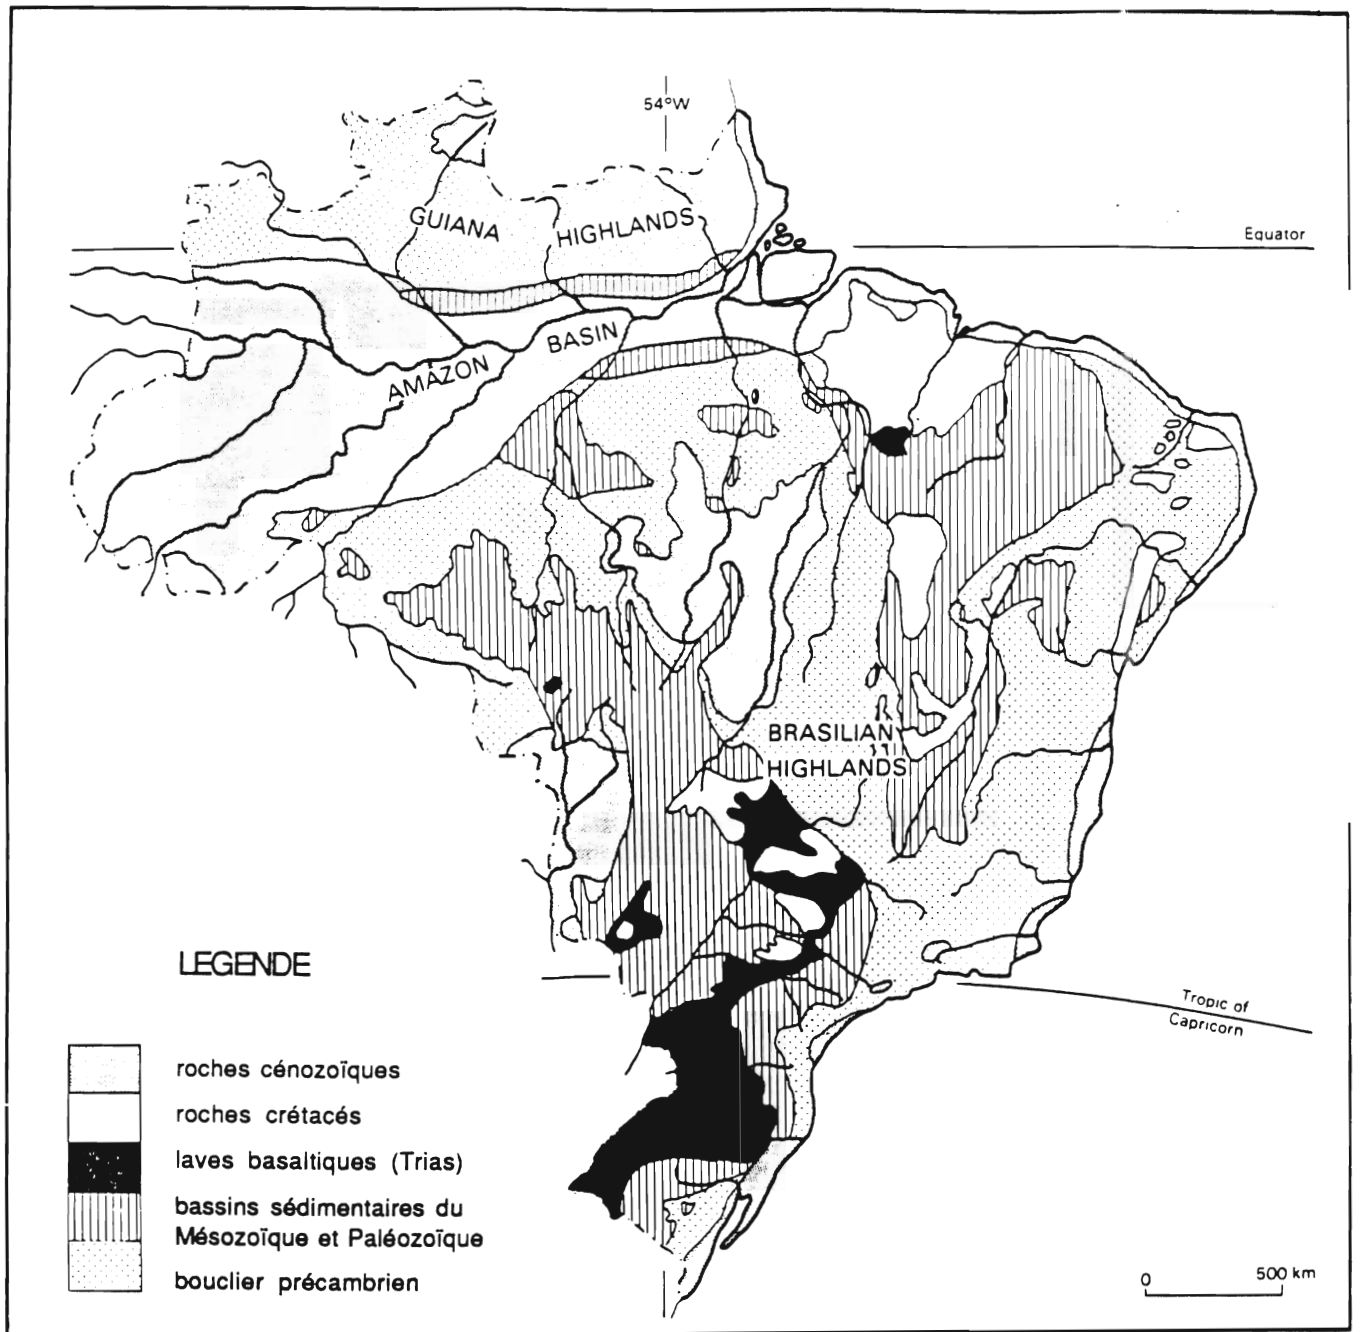 54°W
GUIANA HIGHLANDS
Equator
AMAZON BASIN
BRASILIAN
HIGHLANDS
LEGENDE
Tropic of
Capricorn
roches cénozoïques
roches crétacés
laves basaltiques (Trias)
bassins sédimentaires du
Mésozoïque et Paléozoïque
bouclier précambrien
0 500 km